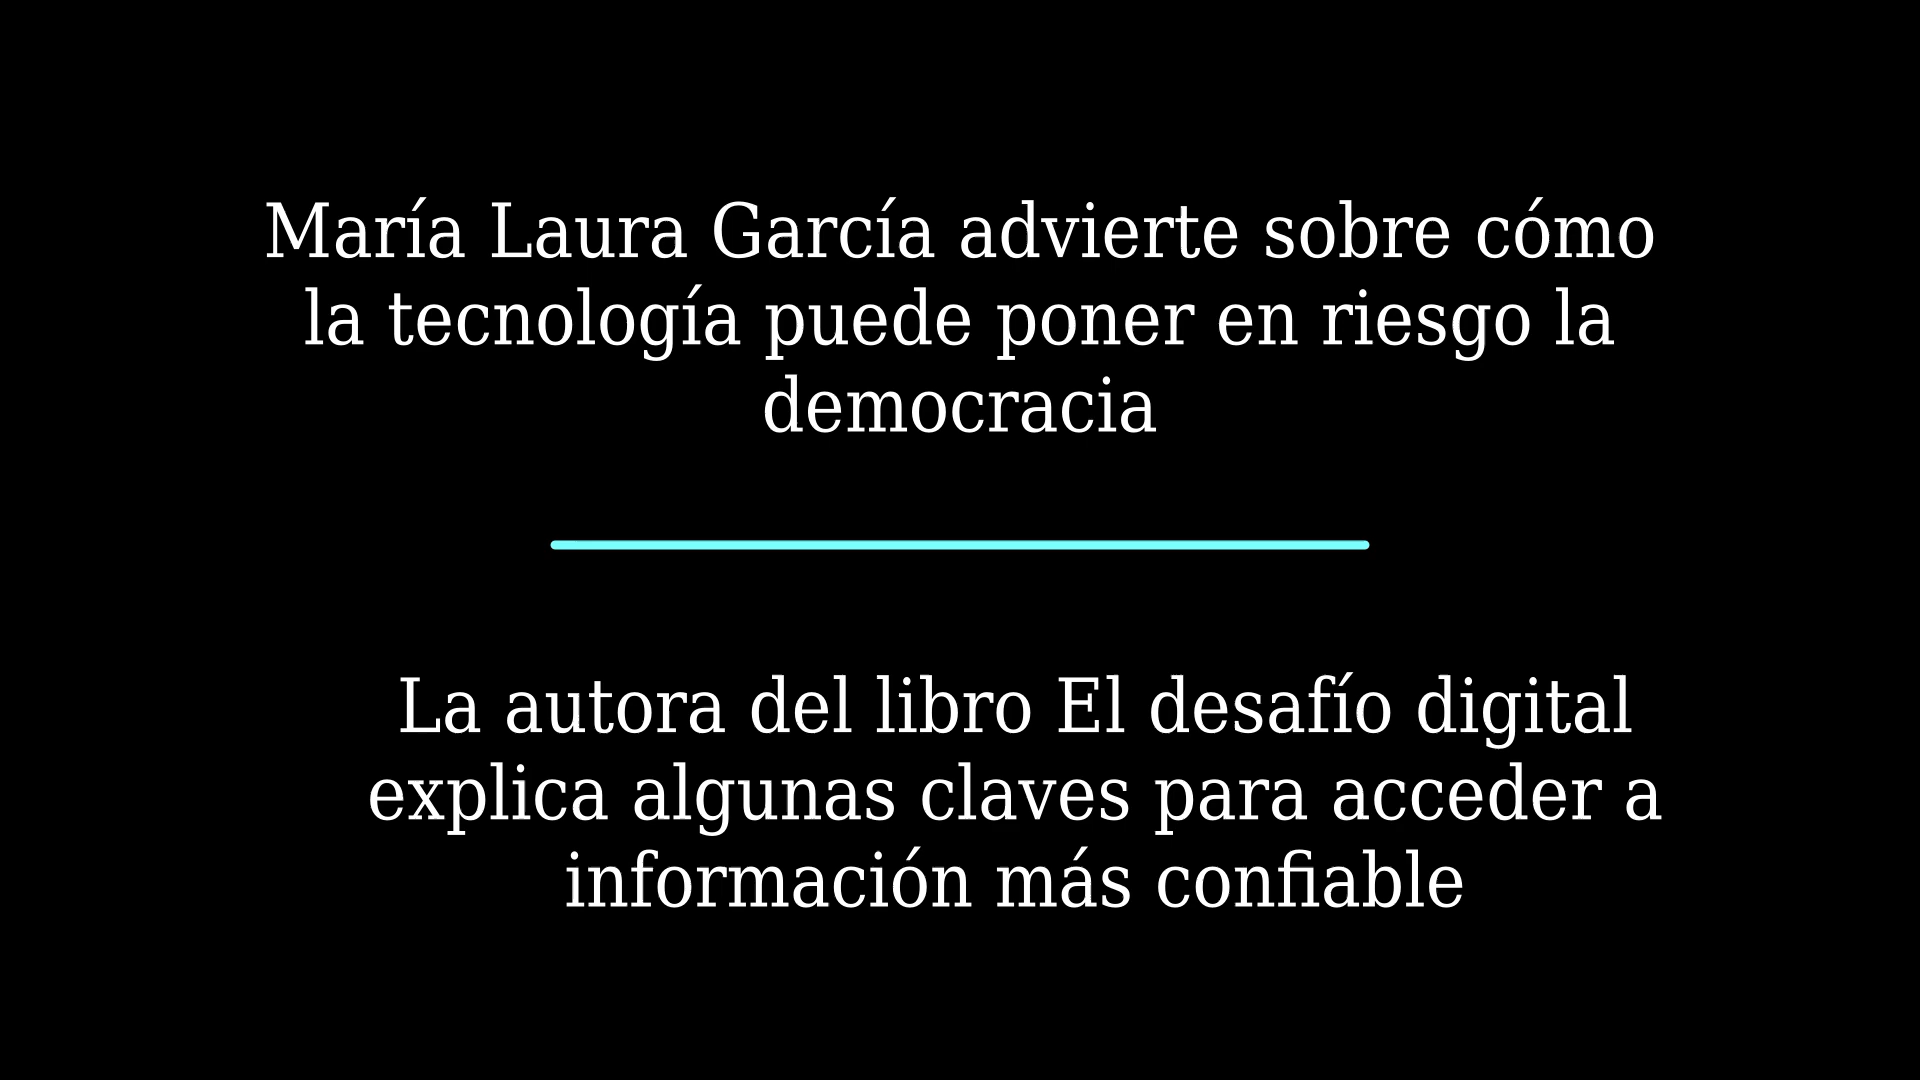 María Laura García advierte sobre cómo
la tecnología puede poner en riesgo la
democracia
La autora del libro El desafío digital
explica algunas claves para acceder a
información más confiable